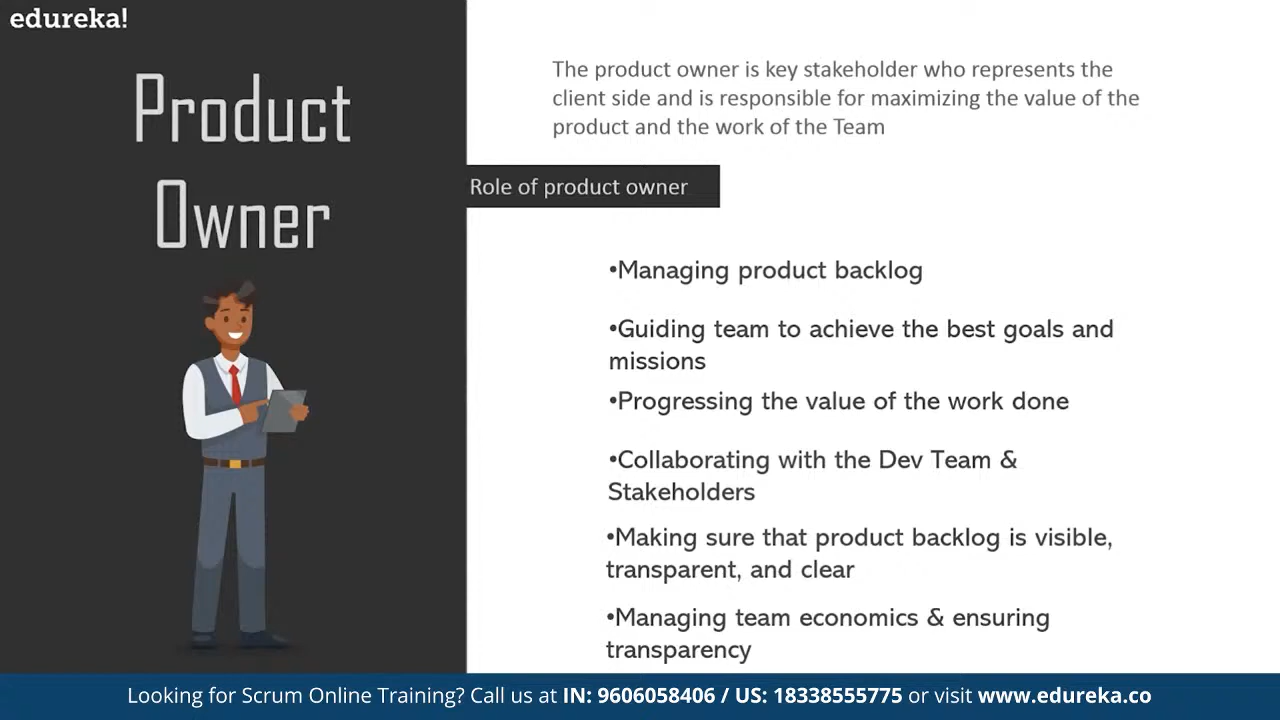 edureka!
Product
Owner
The product owner is key stakeholder who represents the
client side and is responsible for maximizing the value of the
product and the work of the Team
Role of product owner
•Managing product backlog
•Guiding team to achieve the best goals and
missions
•Progressing the value of the work done
•Collaborating with the Dev Team &
Stakeholders
•Making sure that product backlog is visible,
transparent, and clear
•Managing team economics & ensuring
transparency
Looking for Scrum Online Training? Call us at IN: 9606058406 / US: 18338555775 or visit www.edureka.co